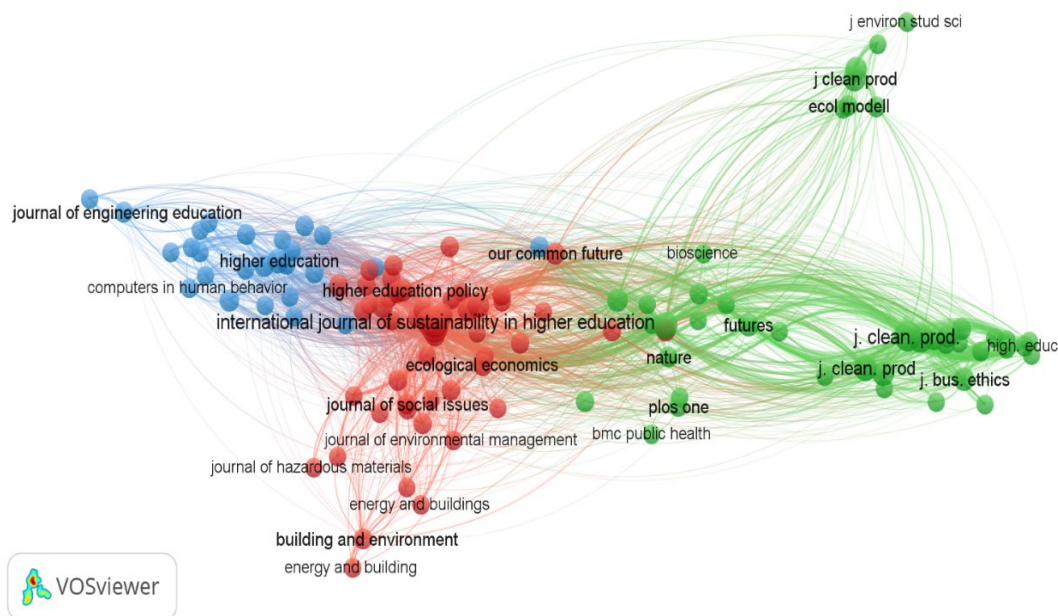 j environ stud sci
j clean prod
ecol modell
journal of engineering education
our common future
bioscience
higher education
computers in human behavior
higher education policy
international journal of sustainability in higher education
futures
j. clean. prod.
high. educ
nature
ecological economics
j. clean. prod
j. bus. ethics
journal of social issues
plos one
bmc public health
journal of environmental management
journal of hazardous materials
energy and buildings
building and environment
energy and building
VOSviewer